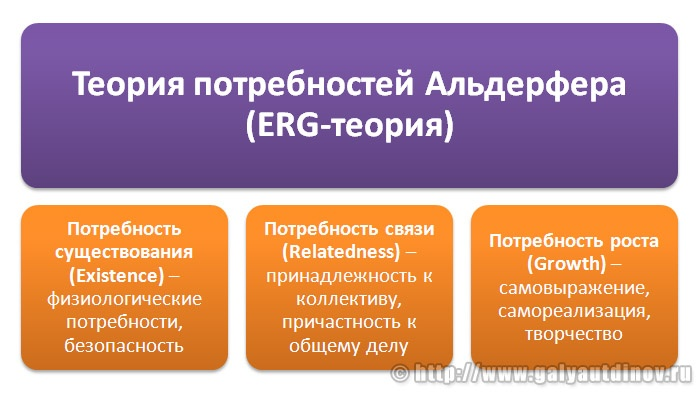 Теория потребностей Альдерфера
(ERG-теория)
Потребность
существования
(Existence) –
физиологические
потребности,
безопасность
Потребность связи
(Relatedness) –
принадлежность к
коллективу,
причастность к
общему делу
Потребность роста
(Growth) –
самовыражение,
самореализация,
творчество
© http://www.galyautdinov.ru